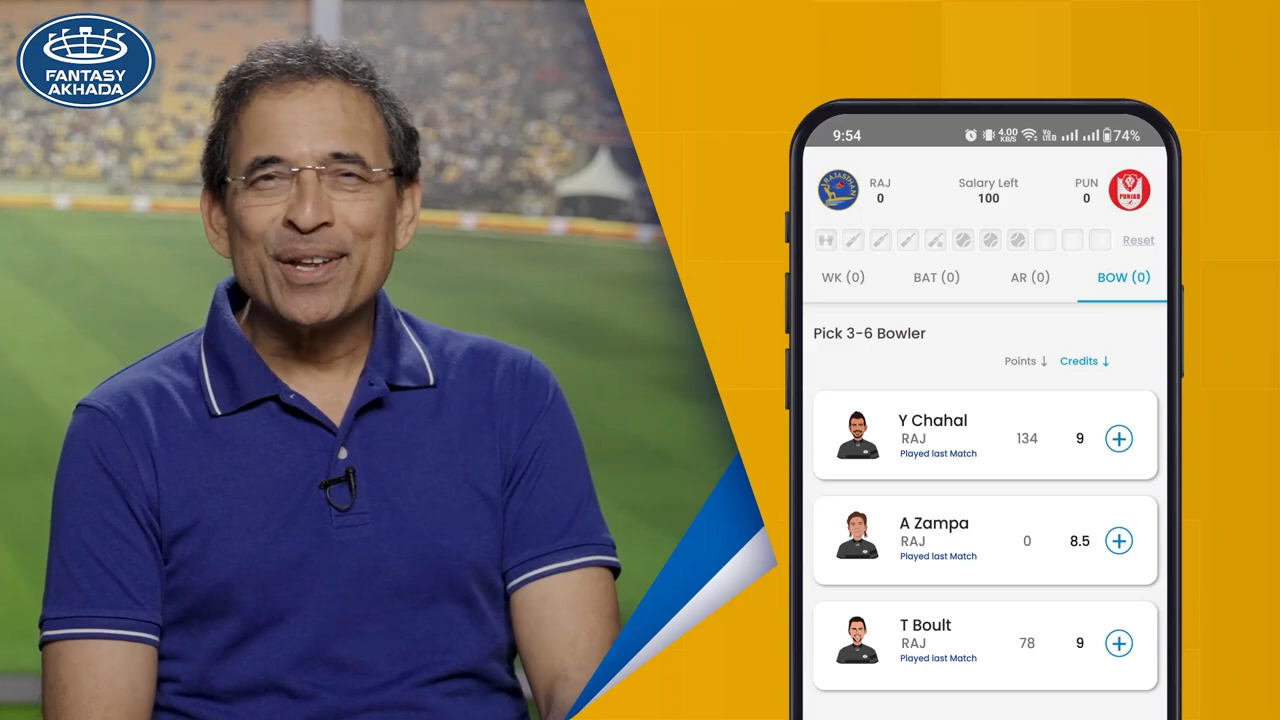 FANTASY
AKHADA
9:54
4.00
KB/S
74%
RAJ
0
Salary Left
100
PUN
0
RAJASTHAN
PUNJAB
Reset
WK (0)
BAT (0)
AR (0)
BOW (0)
Pick 3-6 Bowler
Points ↓
Credits ↓
Y Chahal
RAJ
Played last Match
134
9
A Zampa
RAJ
Played last Match
0
8.5
T Boult
RAJ
Played last Match
78
9